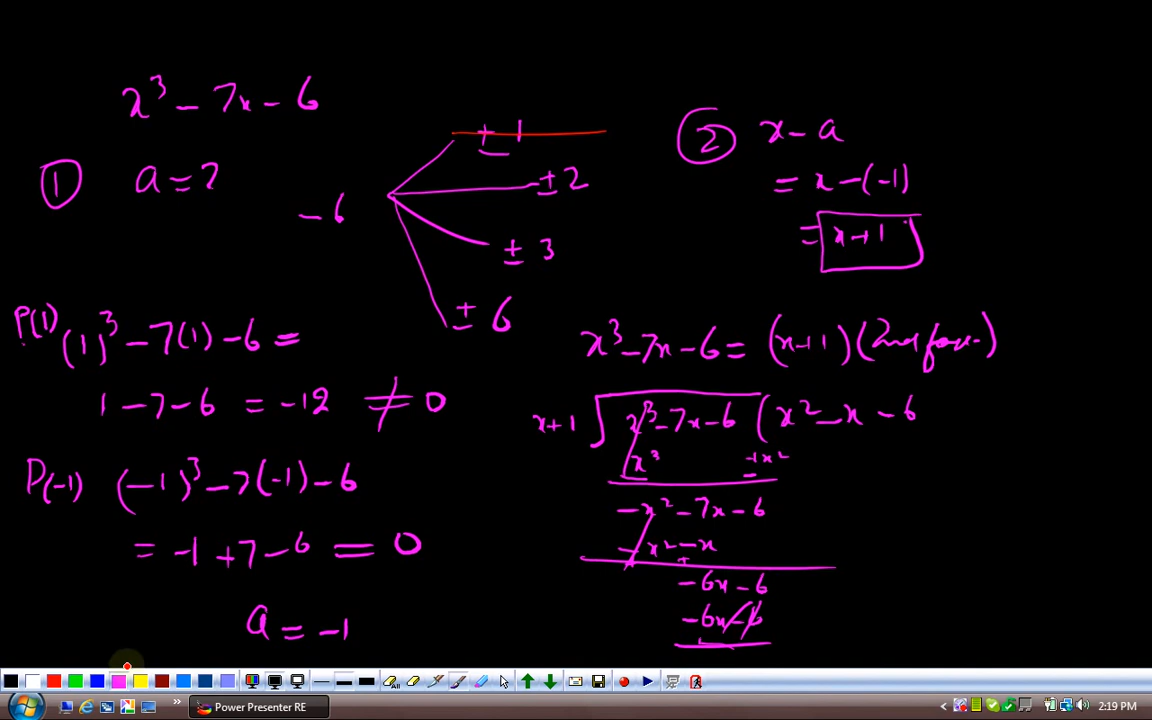 x³ - 7x - 6
① a = ?
- 6
± 1
± 2
± 3
± 6
P(1) (1)³ - 7(1) - 6 =
1 - 7 - 6 = -12 ≠ 0
P(-1) (-1)³ - 7(-1) - 6
= -1 + 7 - 6 = 0
a = -1
② x - a
= x - (-1)
= x + 1
x³ - 7x - 6 = (x+1)(2nd )
x+1 x³ - 7x - 6 ( x² - x - 6
x³ + x²
- x² - 7x - 6
- x² - x
- 6x - 6
- 6x - 6
Power Presenter RE
2:19 PM